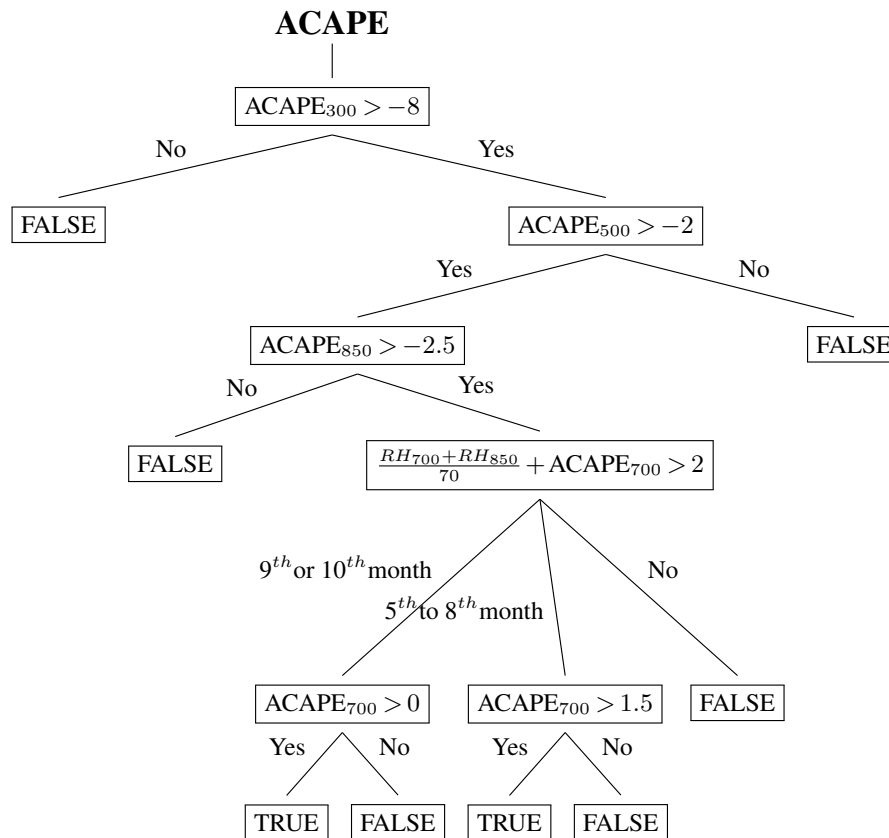 ACAPE
ACAPE₃₀₀ > −8
No
Yes
FALSE
ACAPE₅₀₀ > −2
Yes
No
ACAPE₈₅₀ > −2.5
FALSE
No
Yes
FALSE
(RH₇₀₀+RH₈₅₀)/70 + ACAPE₇₀₀ > 2
9ᵗʰ or 10ᵗʰ month
No
5ᵗʰ to 8ᵗʰ month
ACAPE₇₀₀ > 0
ACAPE₇₀₀ > 1.5
FALSE
Yes
No
Yes
No
TRUE
FALSE
TRUE
FALSE